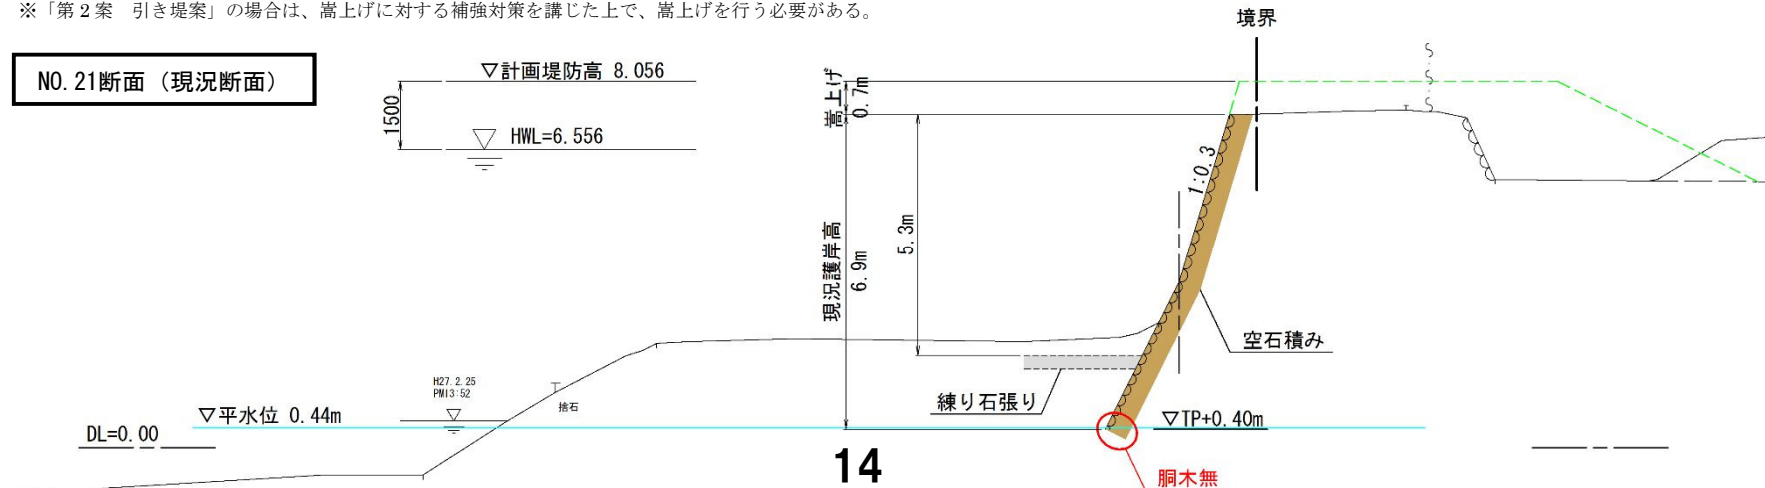 ※「第２案　引き堤案」の場合は、嵩上げに対する補強対策を講じた上で、嵩上げを行う必要がある。
境界
NO.21断面（現況断面）
▽計画堤防高 8.056
1500
HWL=6.556
嵩上げ
0.7m
1:0.3
現況護岸高
6.9m
5.3m
空石積み
H27.2.25
PM13:52
捨石
練り石張り
▽平水位 0.44m
▽TP+0.40m
DL=0.00
14
胴木無